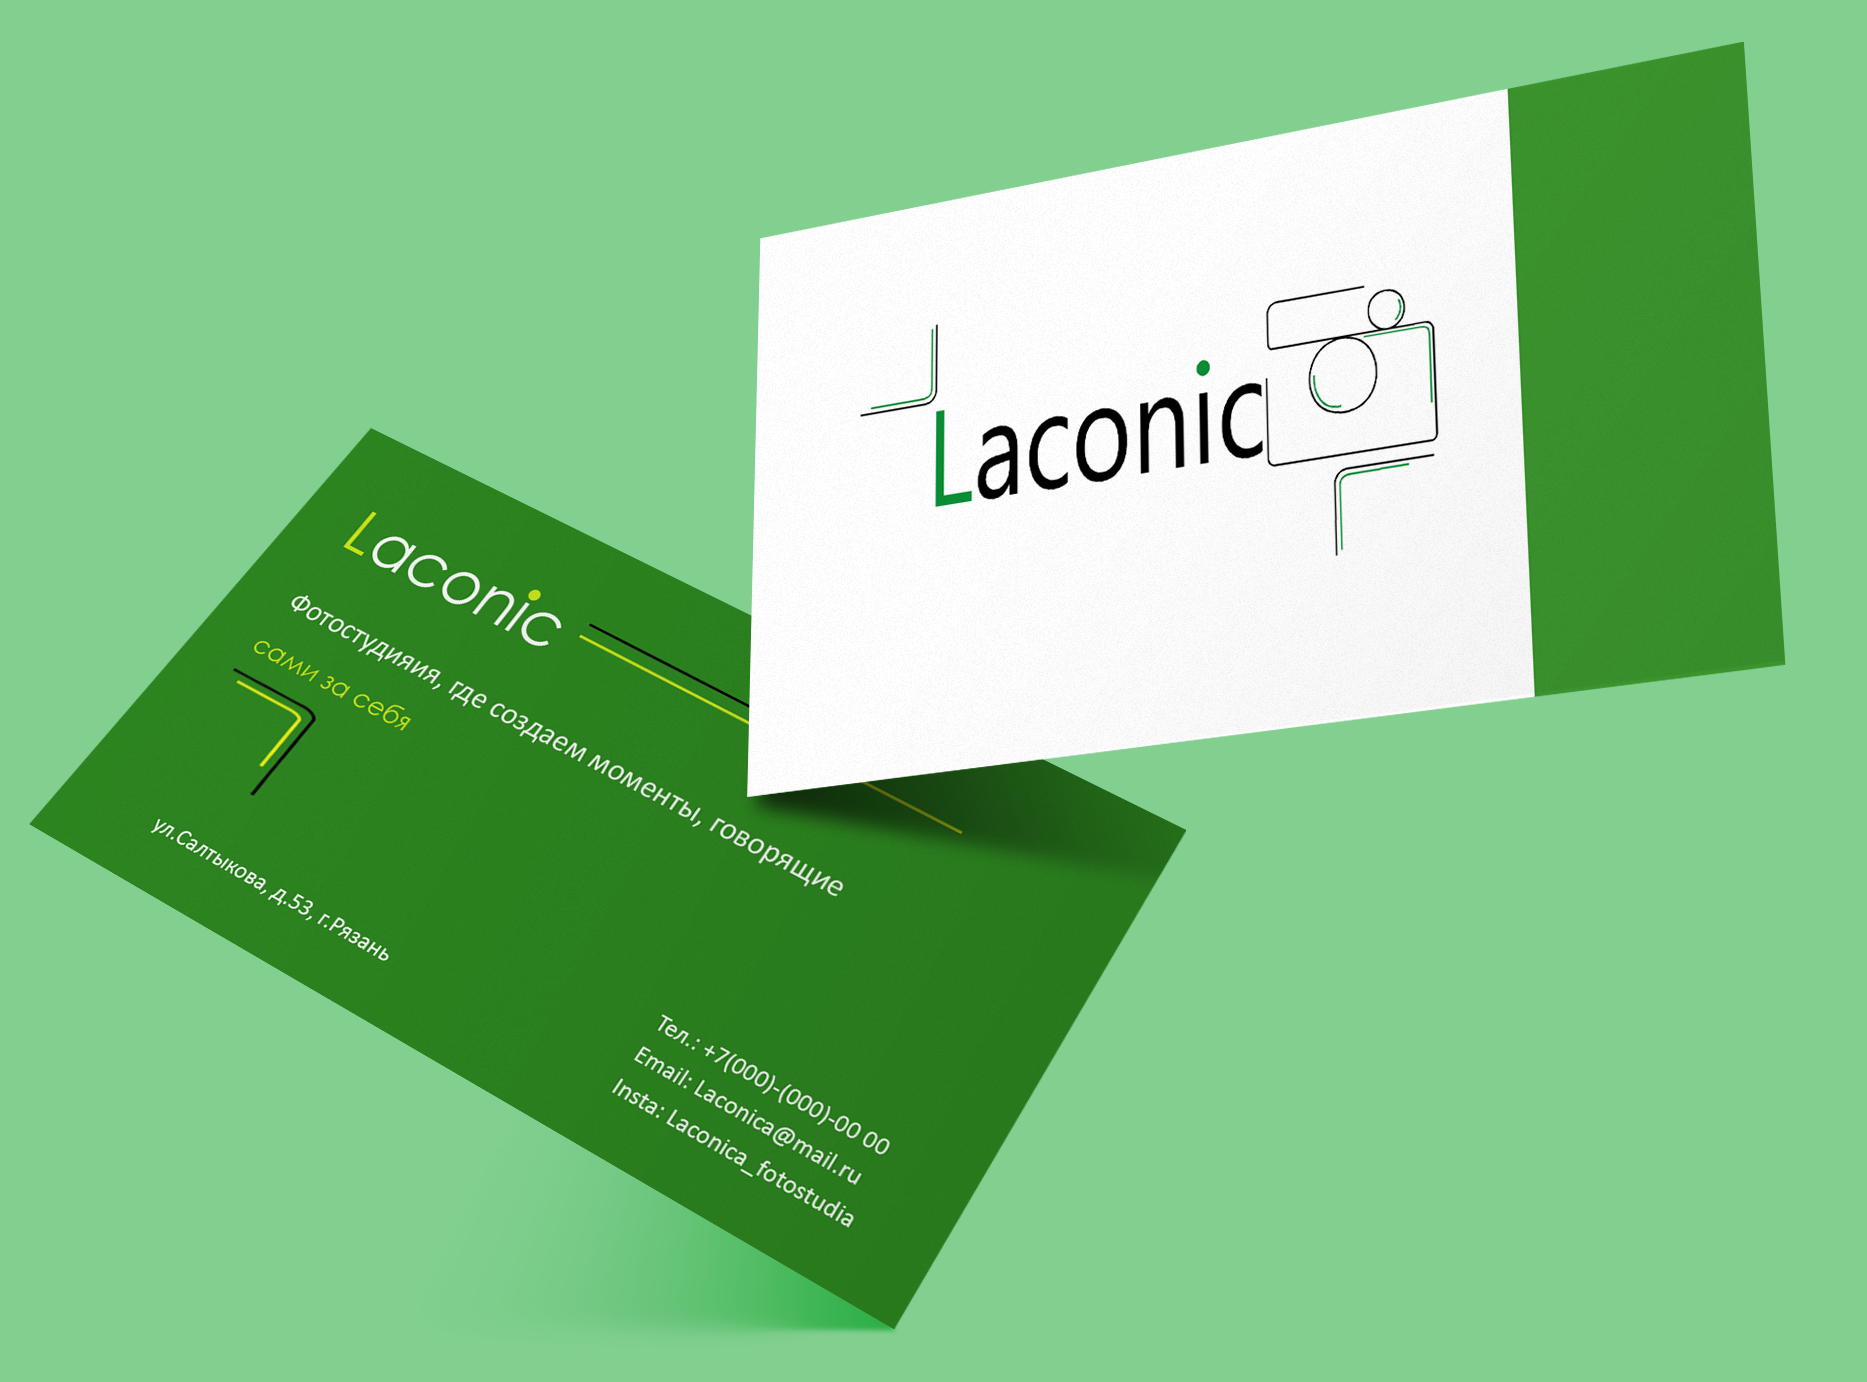 Laconic
Laconic
Фотостудияия, где создаем моменты, говорящие
сами за себя
ул.Салтыкова, д.53, г.Рязань
Тел.: +7(000)-(000)-00 00
Email: Laconica@mail.ru
Insta: Laconica_fotostudia